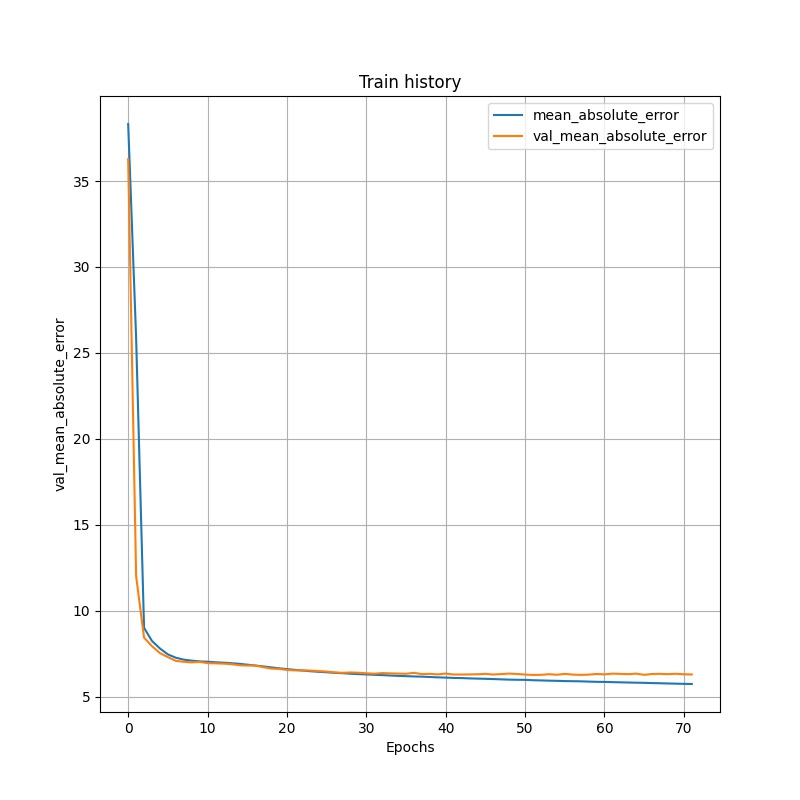 Train history
mean_absolute_error
val_mean_absolute_error
val_mean_absolute_error
35
30
25
20
15
10
5
0 10 20 30 40 50 60 70
Epochs